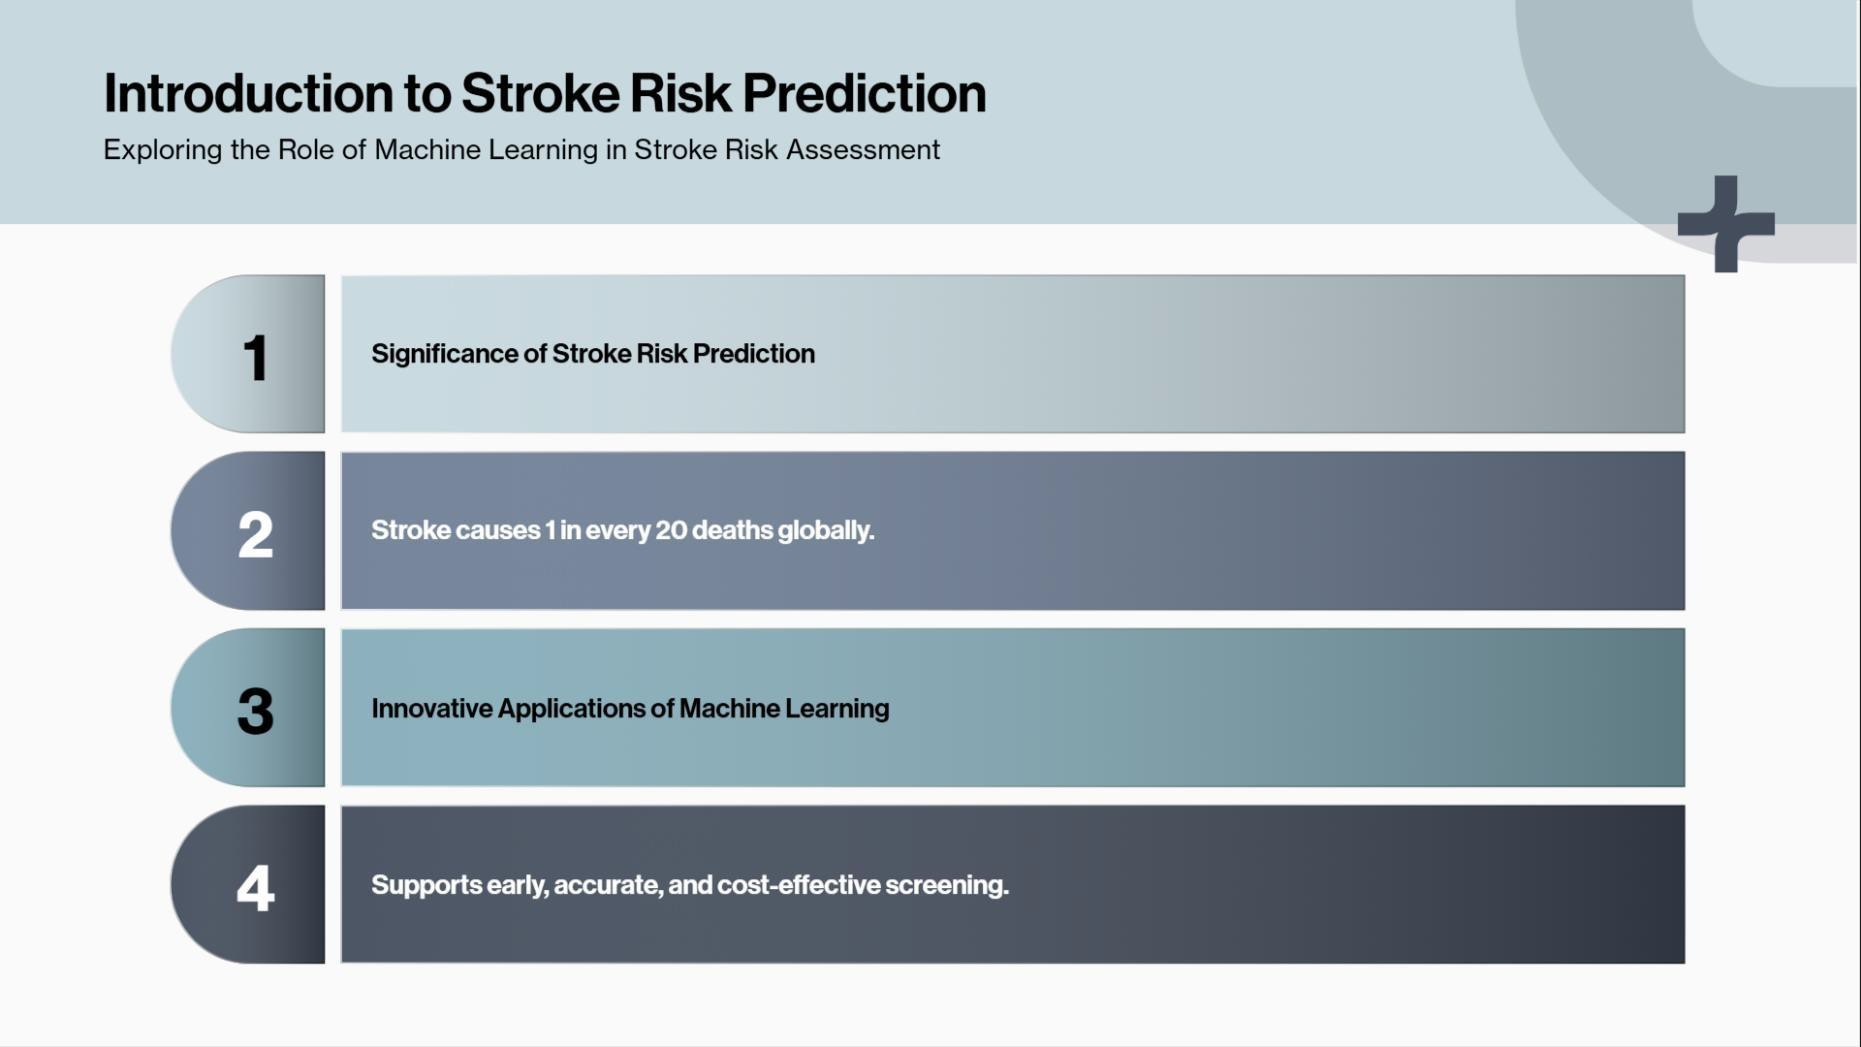 Introduction to Stroke Risk Prediction
Exploring the Role of Machine Learning in Stroke Risk Assessment
1
Significance of Stroke Risk Prediction
2
Stroke causes 1 in every 20 deaths globally.
3
Innovative Applications of Machine Learning
4
Supports early, accurate, and cost-effective screening.